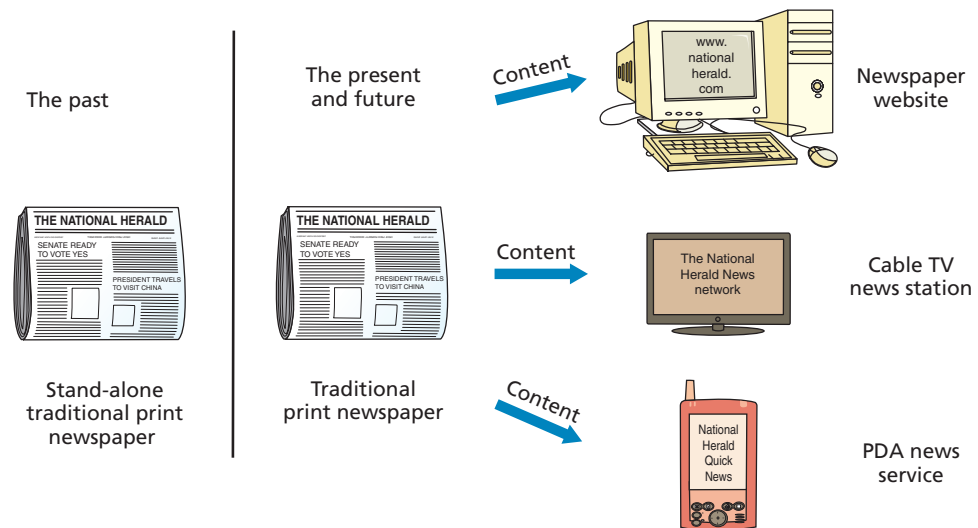 The past
The present
and future
Content
www.
national
herald.
com
Newspaper
website
THE NATIONAL HERALD
SENATE READY
TO VOTE YES
PRESIDENT TRAVELS
TO VISIT CHINA
Stand-alone
traditional print
newspaper
THE NATIONAL HERALD
SENATE READY
TO VOTE YES
PRESIDENT TRAVELS
TO VISIT CHINA
Traditional
print newspaper
Content
The National
Herald News
network
Cable TV
news station
Content
National
Herald
Quick
News
PDA news
service